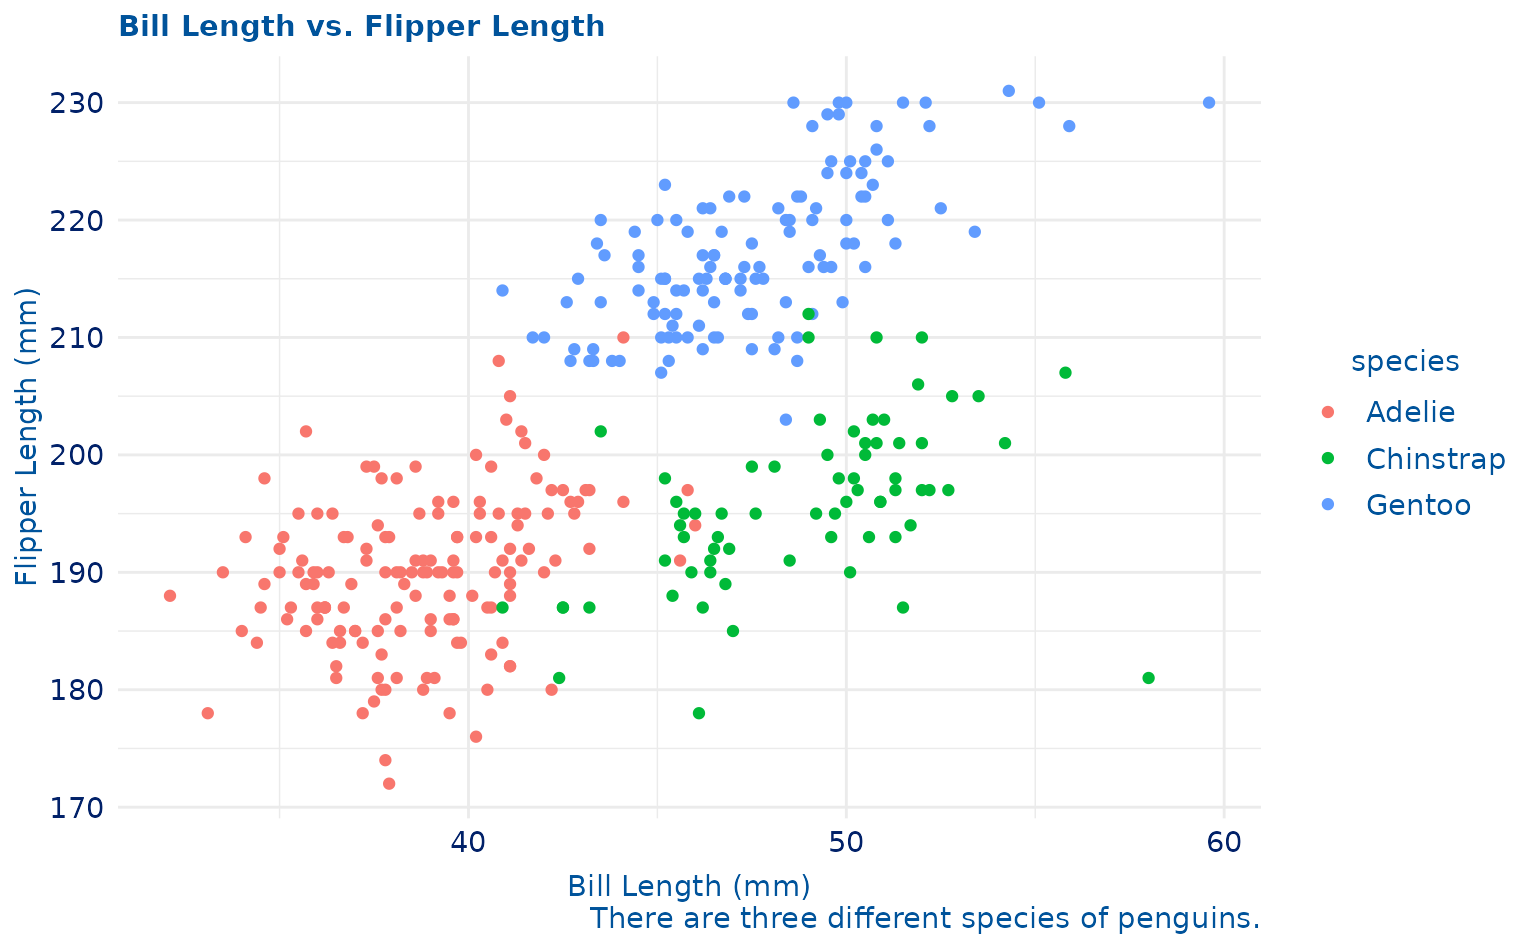 Bill Length vs. Flipper Length
Flipper Length (mm)
230
220
210
200
190
180
170
40
50
60
Bill Length (mm)
There are three different species of penguins.
species
Adelie
Chinstrap
Gentoo